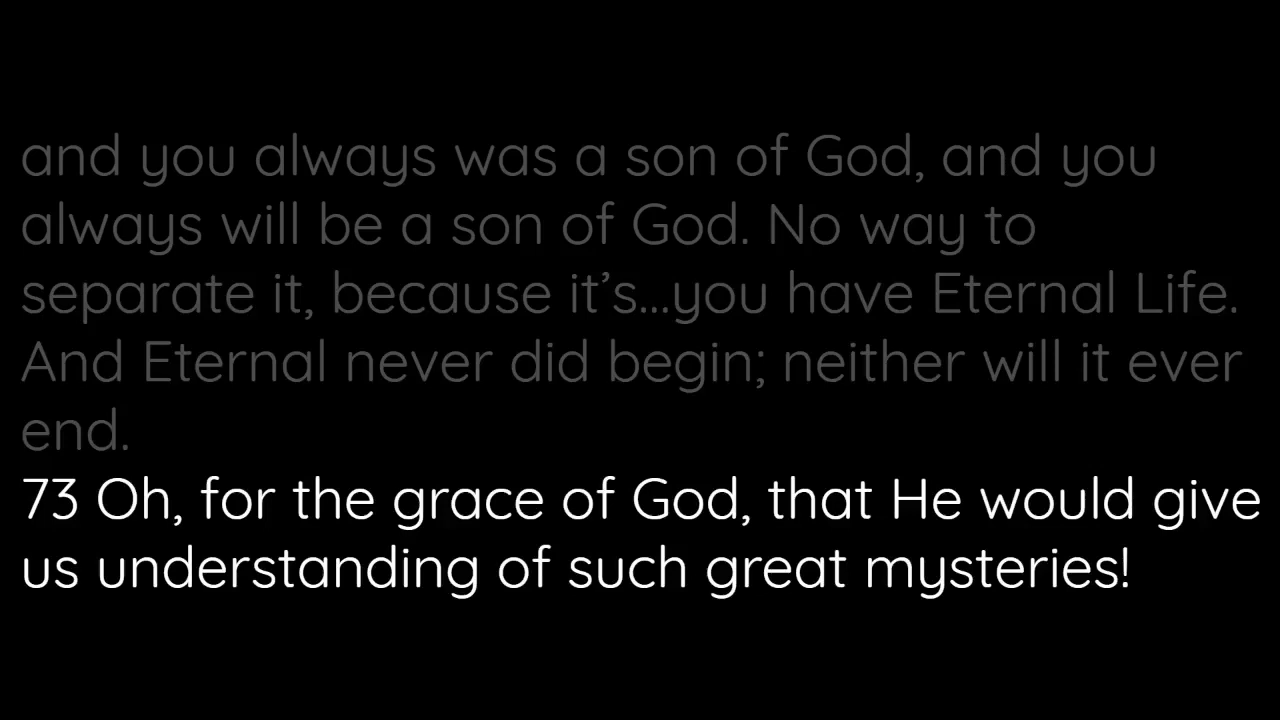 and you always was a son of God, and you
always will be a son of God. No way to
separate it, because it’s...you have Eternal Life.
And Eternal never did begin; neither will it ever
end.
73 Oh, for the grace of God, that He would give
us understanding of such great mysteries!